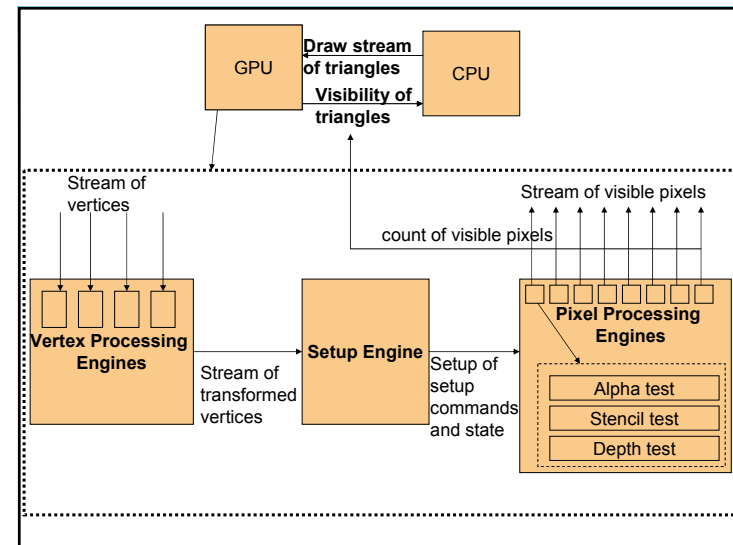 GPU
Draw stream
of triangles
Visibility of
triangles
CPU
Stream of
vertices
Stream of visible pixels
count of visible pixels
Vertex Processing
Engines
Stream of
transformed
vertices
Setup Engine
Setup of
setup
commands
and state
Pixel Processing
Engines
Alpha test
Stencil test
Depth test